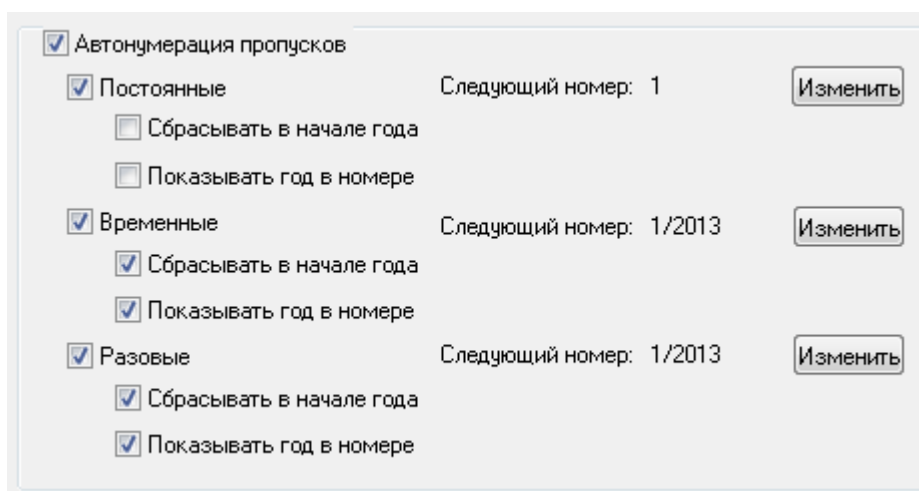 Автонумерация пропусков
Постоянные Следующий номер: 1 Изменить
Сбрасывать в начале года
Показывать год в номере
Временные Следующий номер: 1/2013 Изменить
Сбрасывать в начале года
Показывать год в номере
Разовые Следующий номер: 1/2013 Изменить
Сбрасывать в начале года
Показывать год в номере